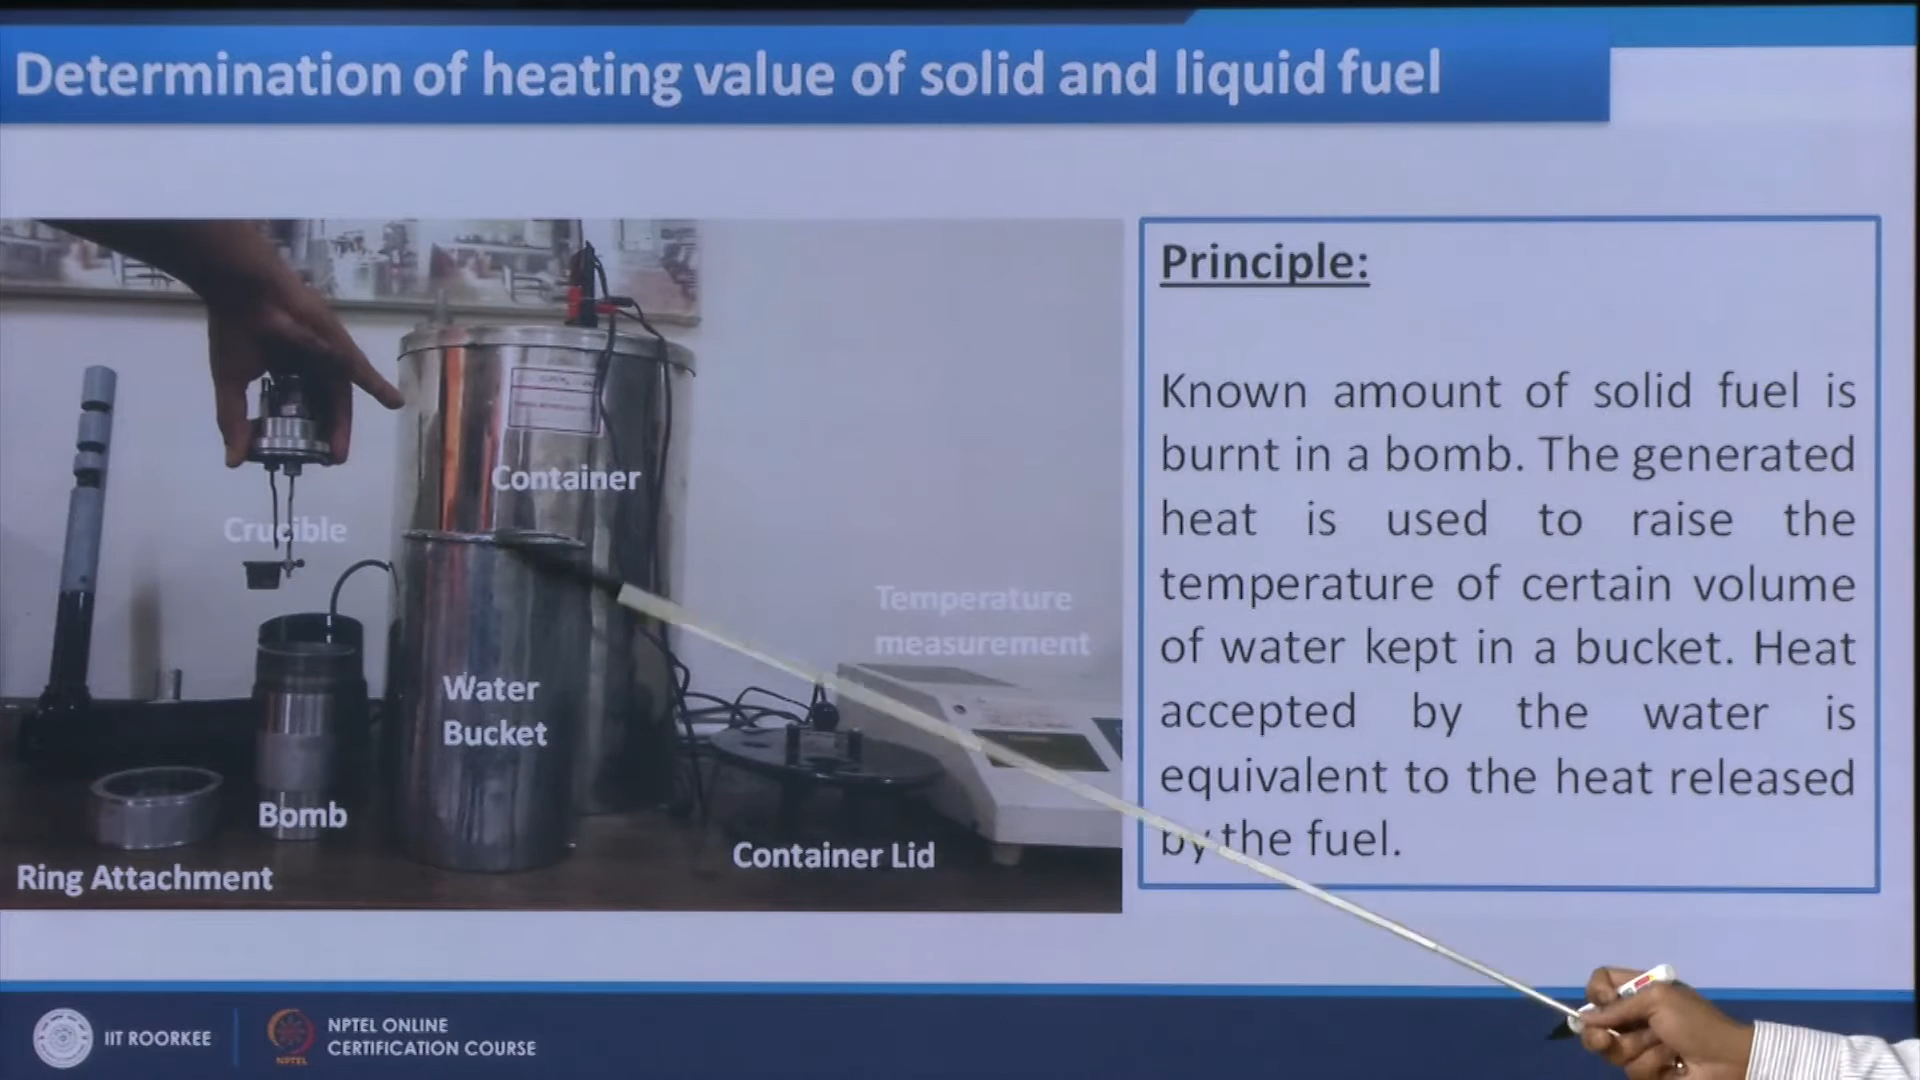 Determination of heating value of solid and liquid fuel
Container
Crucible
Temperature
measurement
Water
Bucket
Bomb
Container Lid
Ring Attachment
Principle:
Known amount of solid fuel is
burnt in a bomb. The generated
heat is used to raise the
temperature of certain volume
of water kept in a bucket. Heat
accepted by the water is
equivalent to the heat released
by the fuel.
IIT ROORKEE
NPTEL
NPTEL ONLINE
CERTIFICATION COURSE